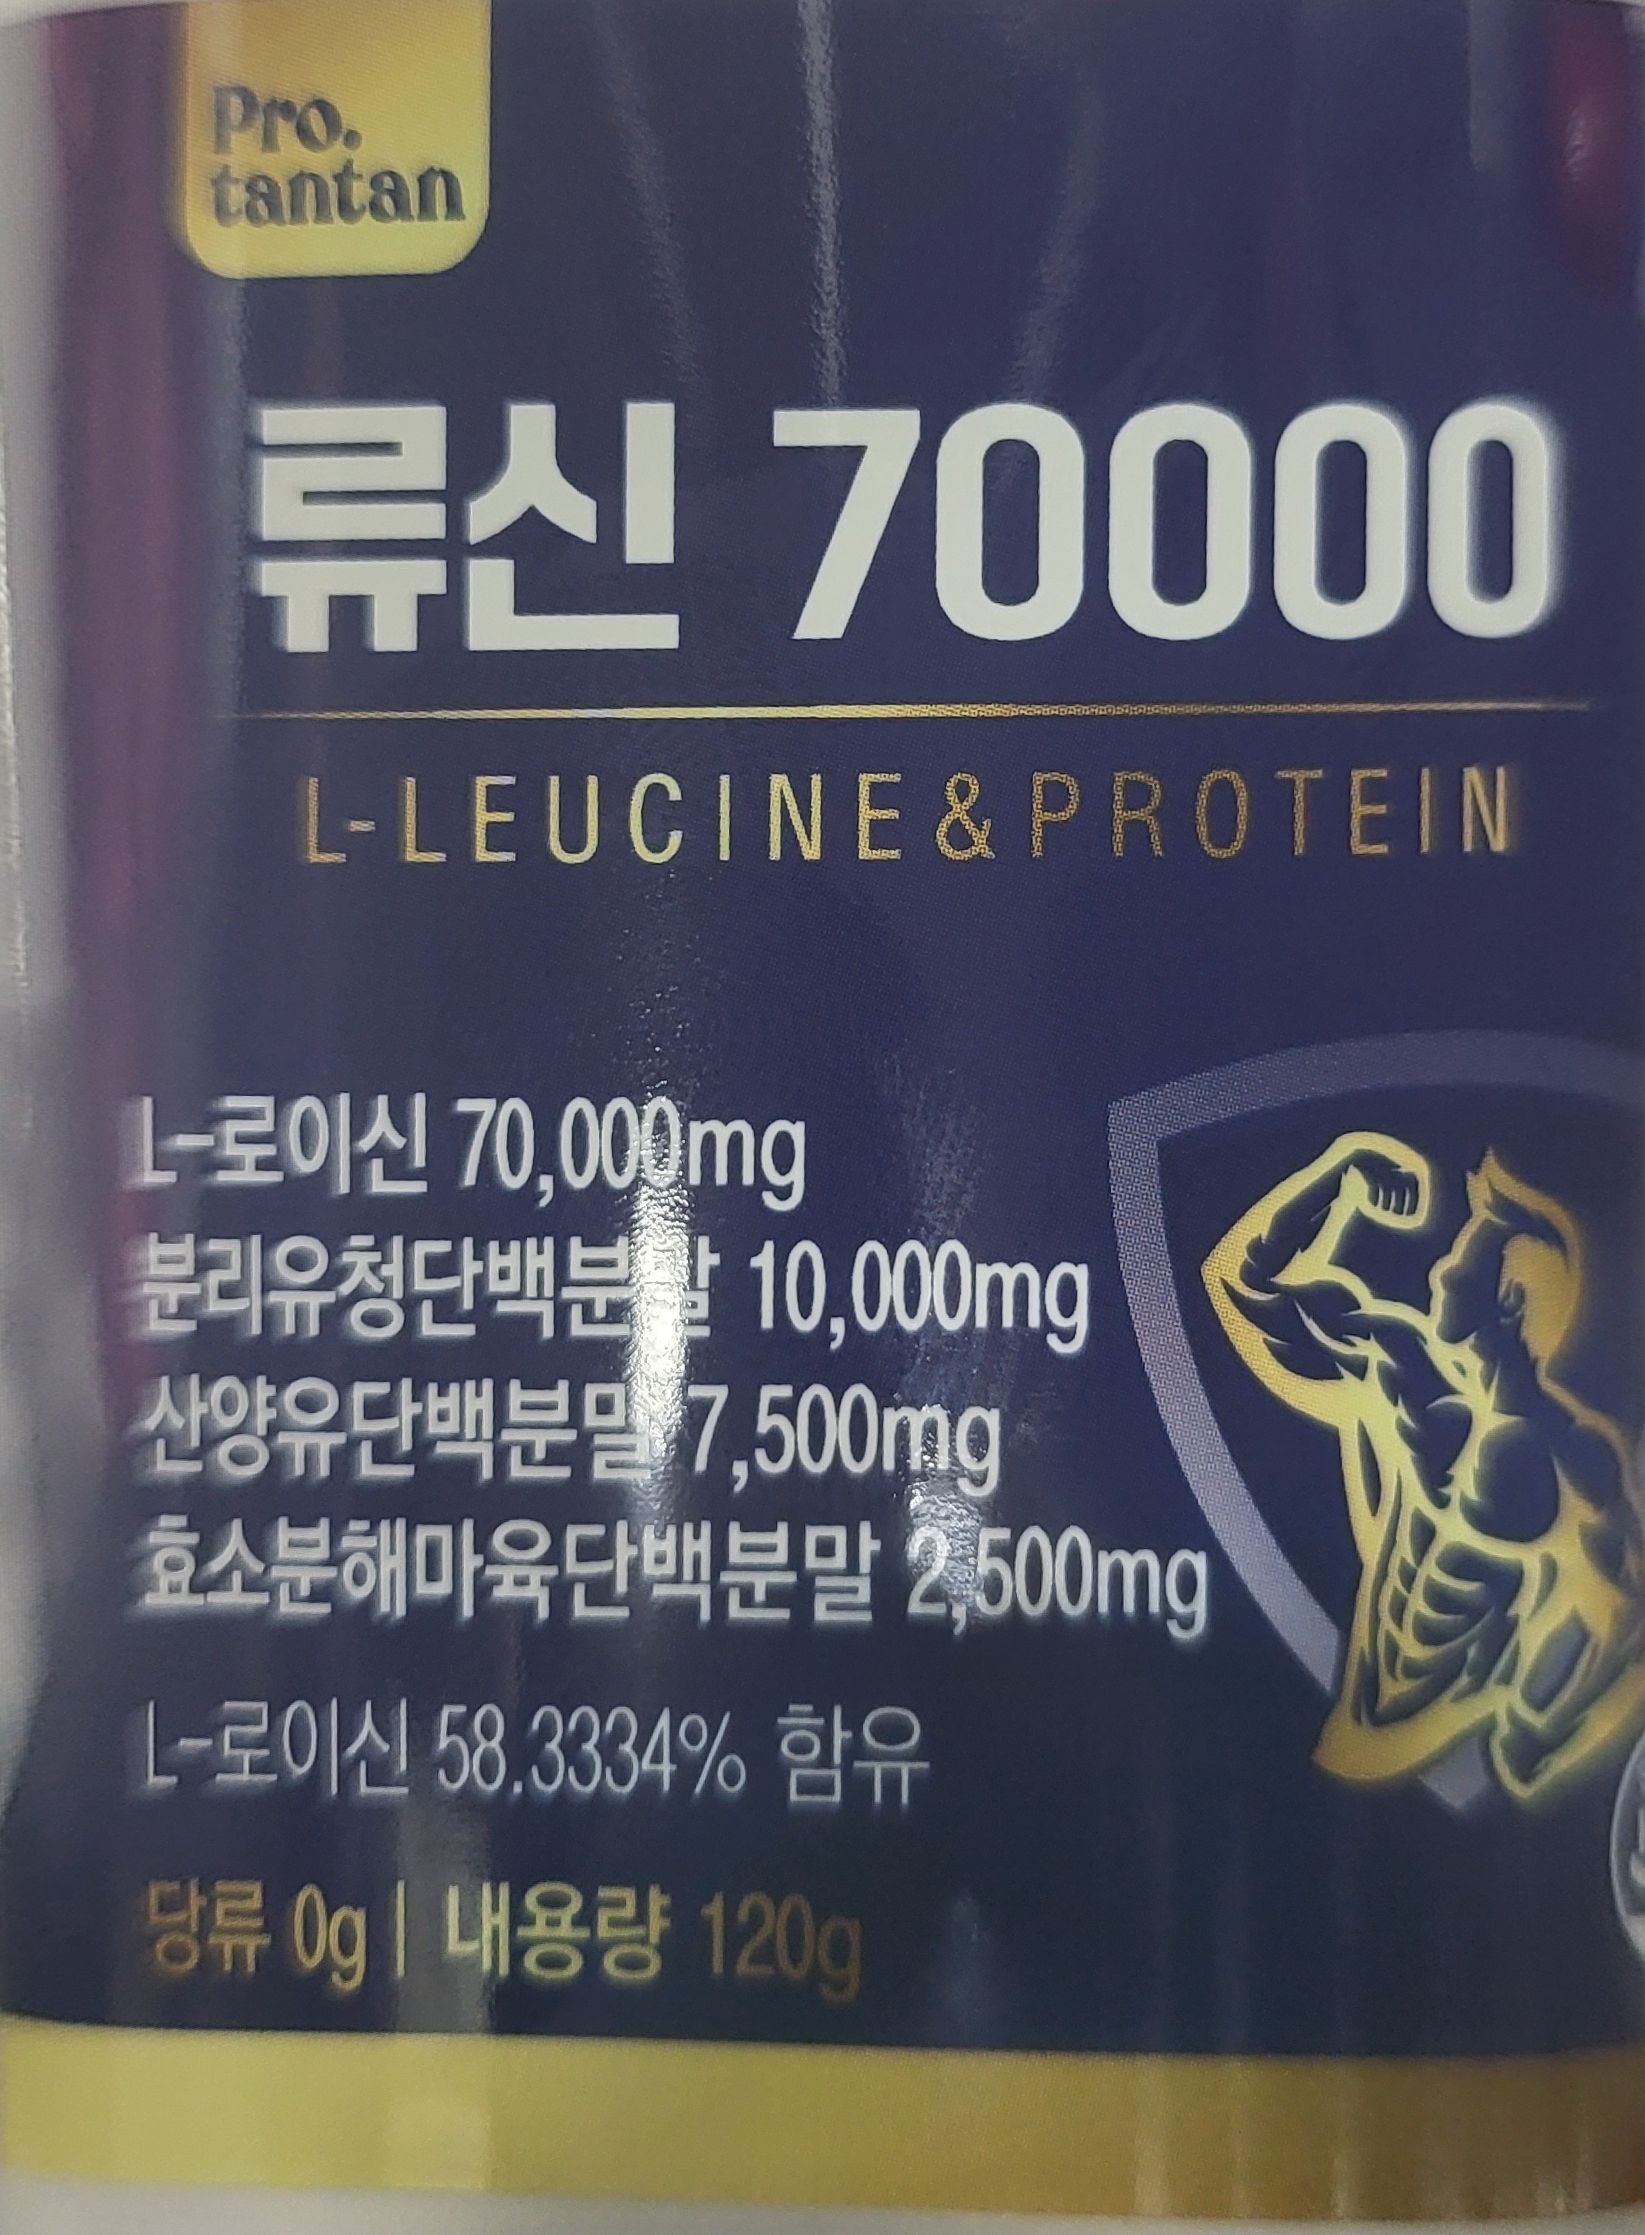 Pro.
tantan
류신 70000
L-LEUCINE&PROTEIN
L-로이신 70,000mg
분리유청단백분말 10,000mg
산양유단백분말 7,500mg
효소분해마육단백분말 2,500mg
L-로이신 58.3334% 함유
당류 0g | 내용량 120g